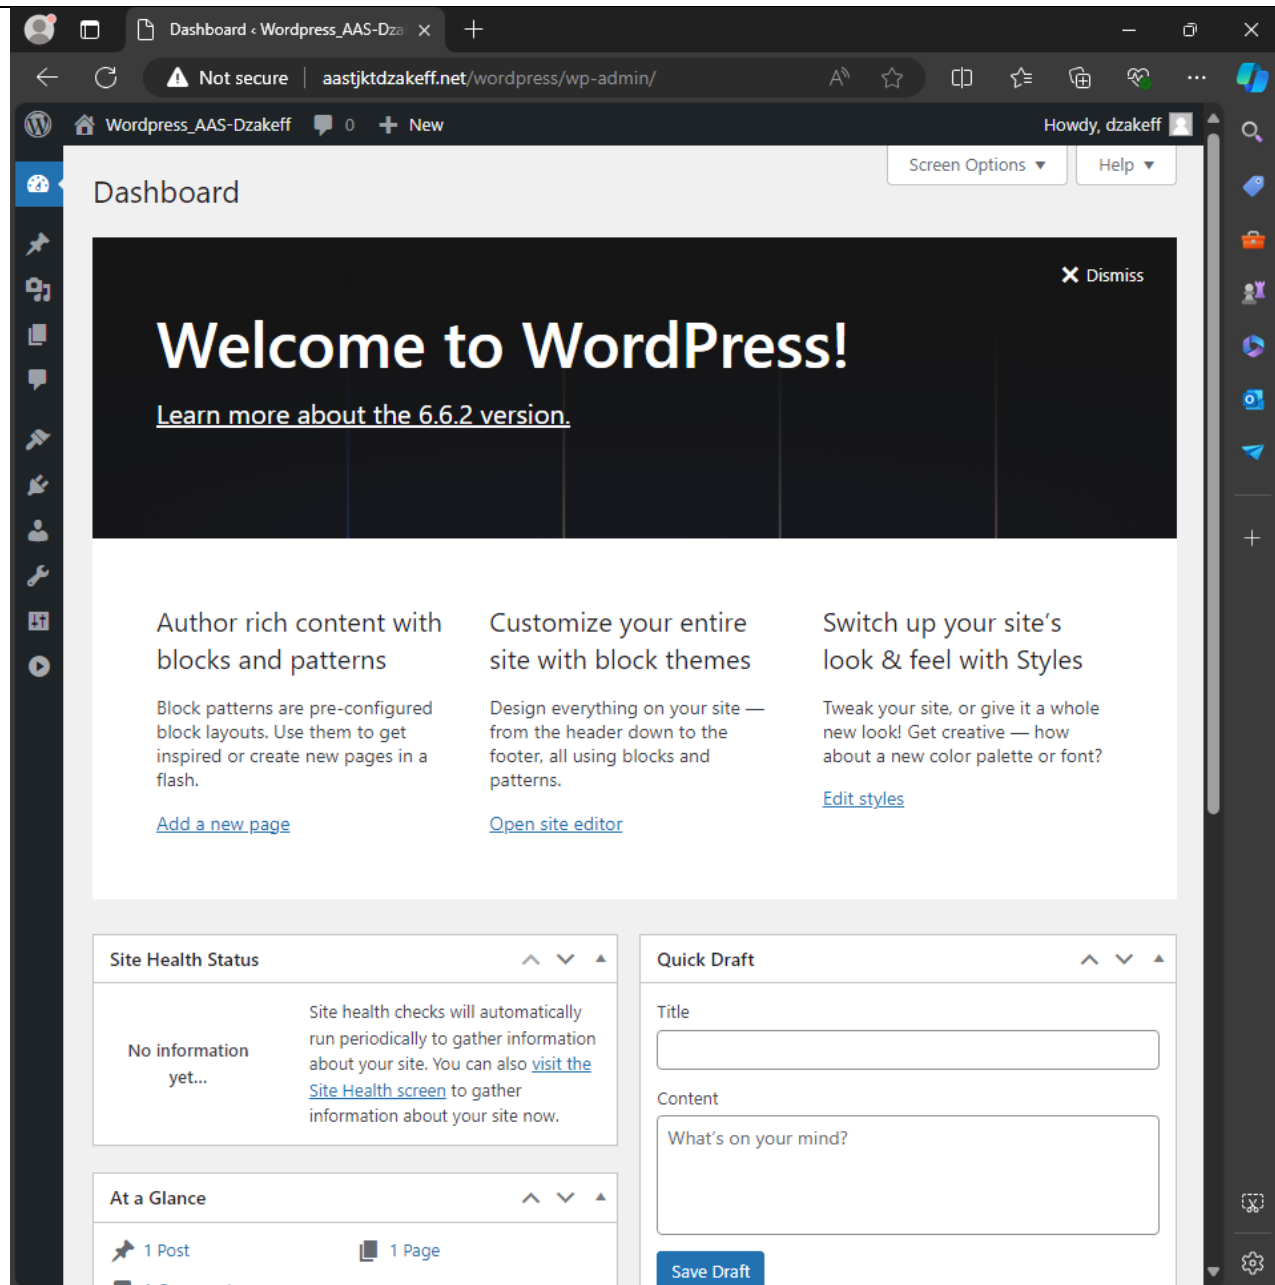 Dashboard ‹ Wordpress_AAS-Dza
Not secure
aastjktdzakeff.net/wordpress/wp-admin/
Wordpress_AAS-Dzakeff
0
New
Howdy, dzakeff
Screen Options
Help
Dashboard
Dismiss
Welcome to WordPress!
Learn more about the 6.6.2 version.
Author rich content with
blocks and patterns
Block patterns are pre-configured
block layouts. Use them to get
inspired or create new pages in a
flash.
Add a new page
Customize your entire
site with block themes
Design everything on your site —
from the header down to the
footer, all using blocks and
patterns.
Open site editor
Switch up your site’s
look & feel with Styles
Tweak your site, or give it a whole
new look! Get creative — how
about a new color palette or font?
Edit styles
Site Health Status
No information
yet...
Site health checks will automatically
run periodically to gather information
about your site. You can also visit the
Site Health screen to gather
information about your site now.
At a Glance
1 Post
1 Page
Quick Draft
Title
Content
What’s on your mind?
Save Draft